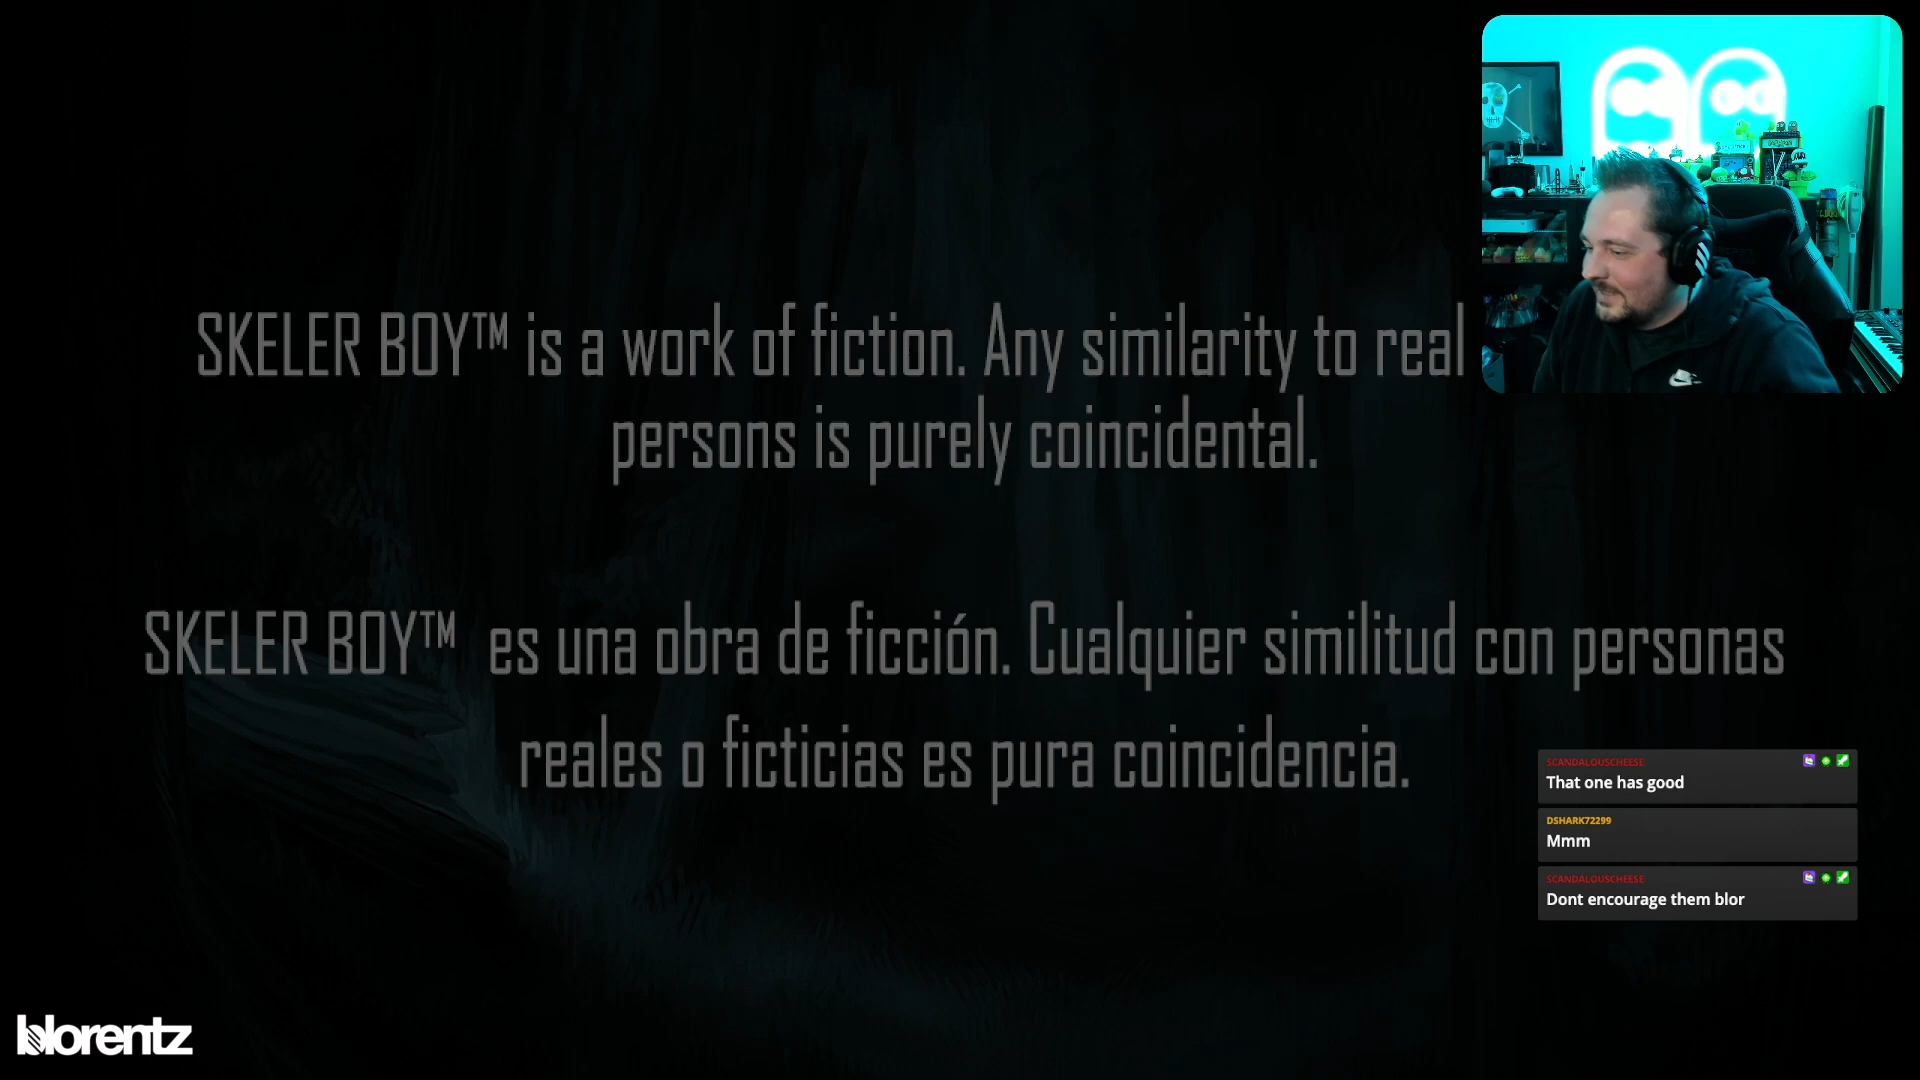 SKELER BOY™ is a work of fiction. Any similarity to real
persons is purely coincidental.
SKELER BOY™ es una obra de ficción. Cualquier similitud con personas
reales o ficticias es pura coincidencia.
SCANDALOUSCHEESE
That one has good
DSHARK72299
Mmm
SCANDALOUSCHEESE
Dont encourage them blor
blorentz